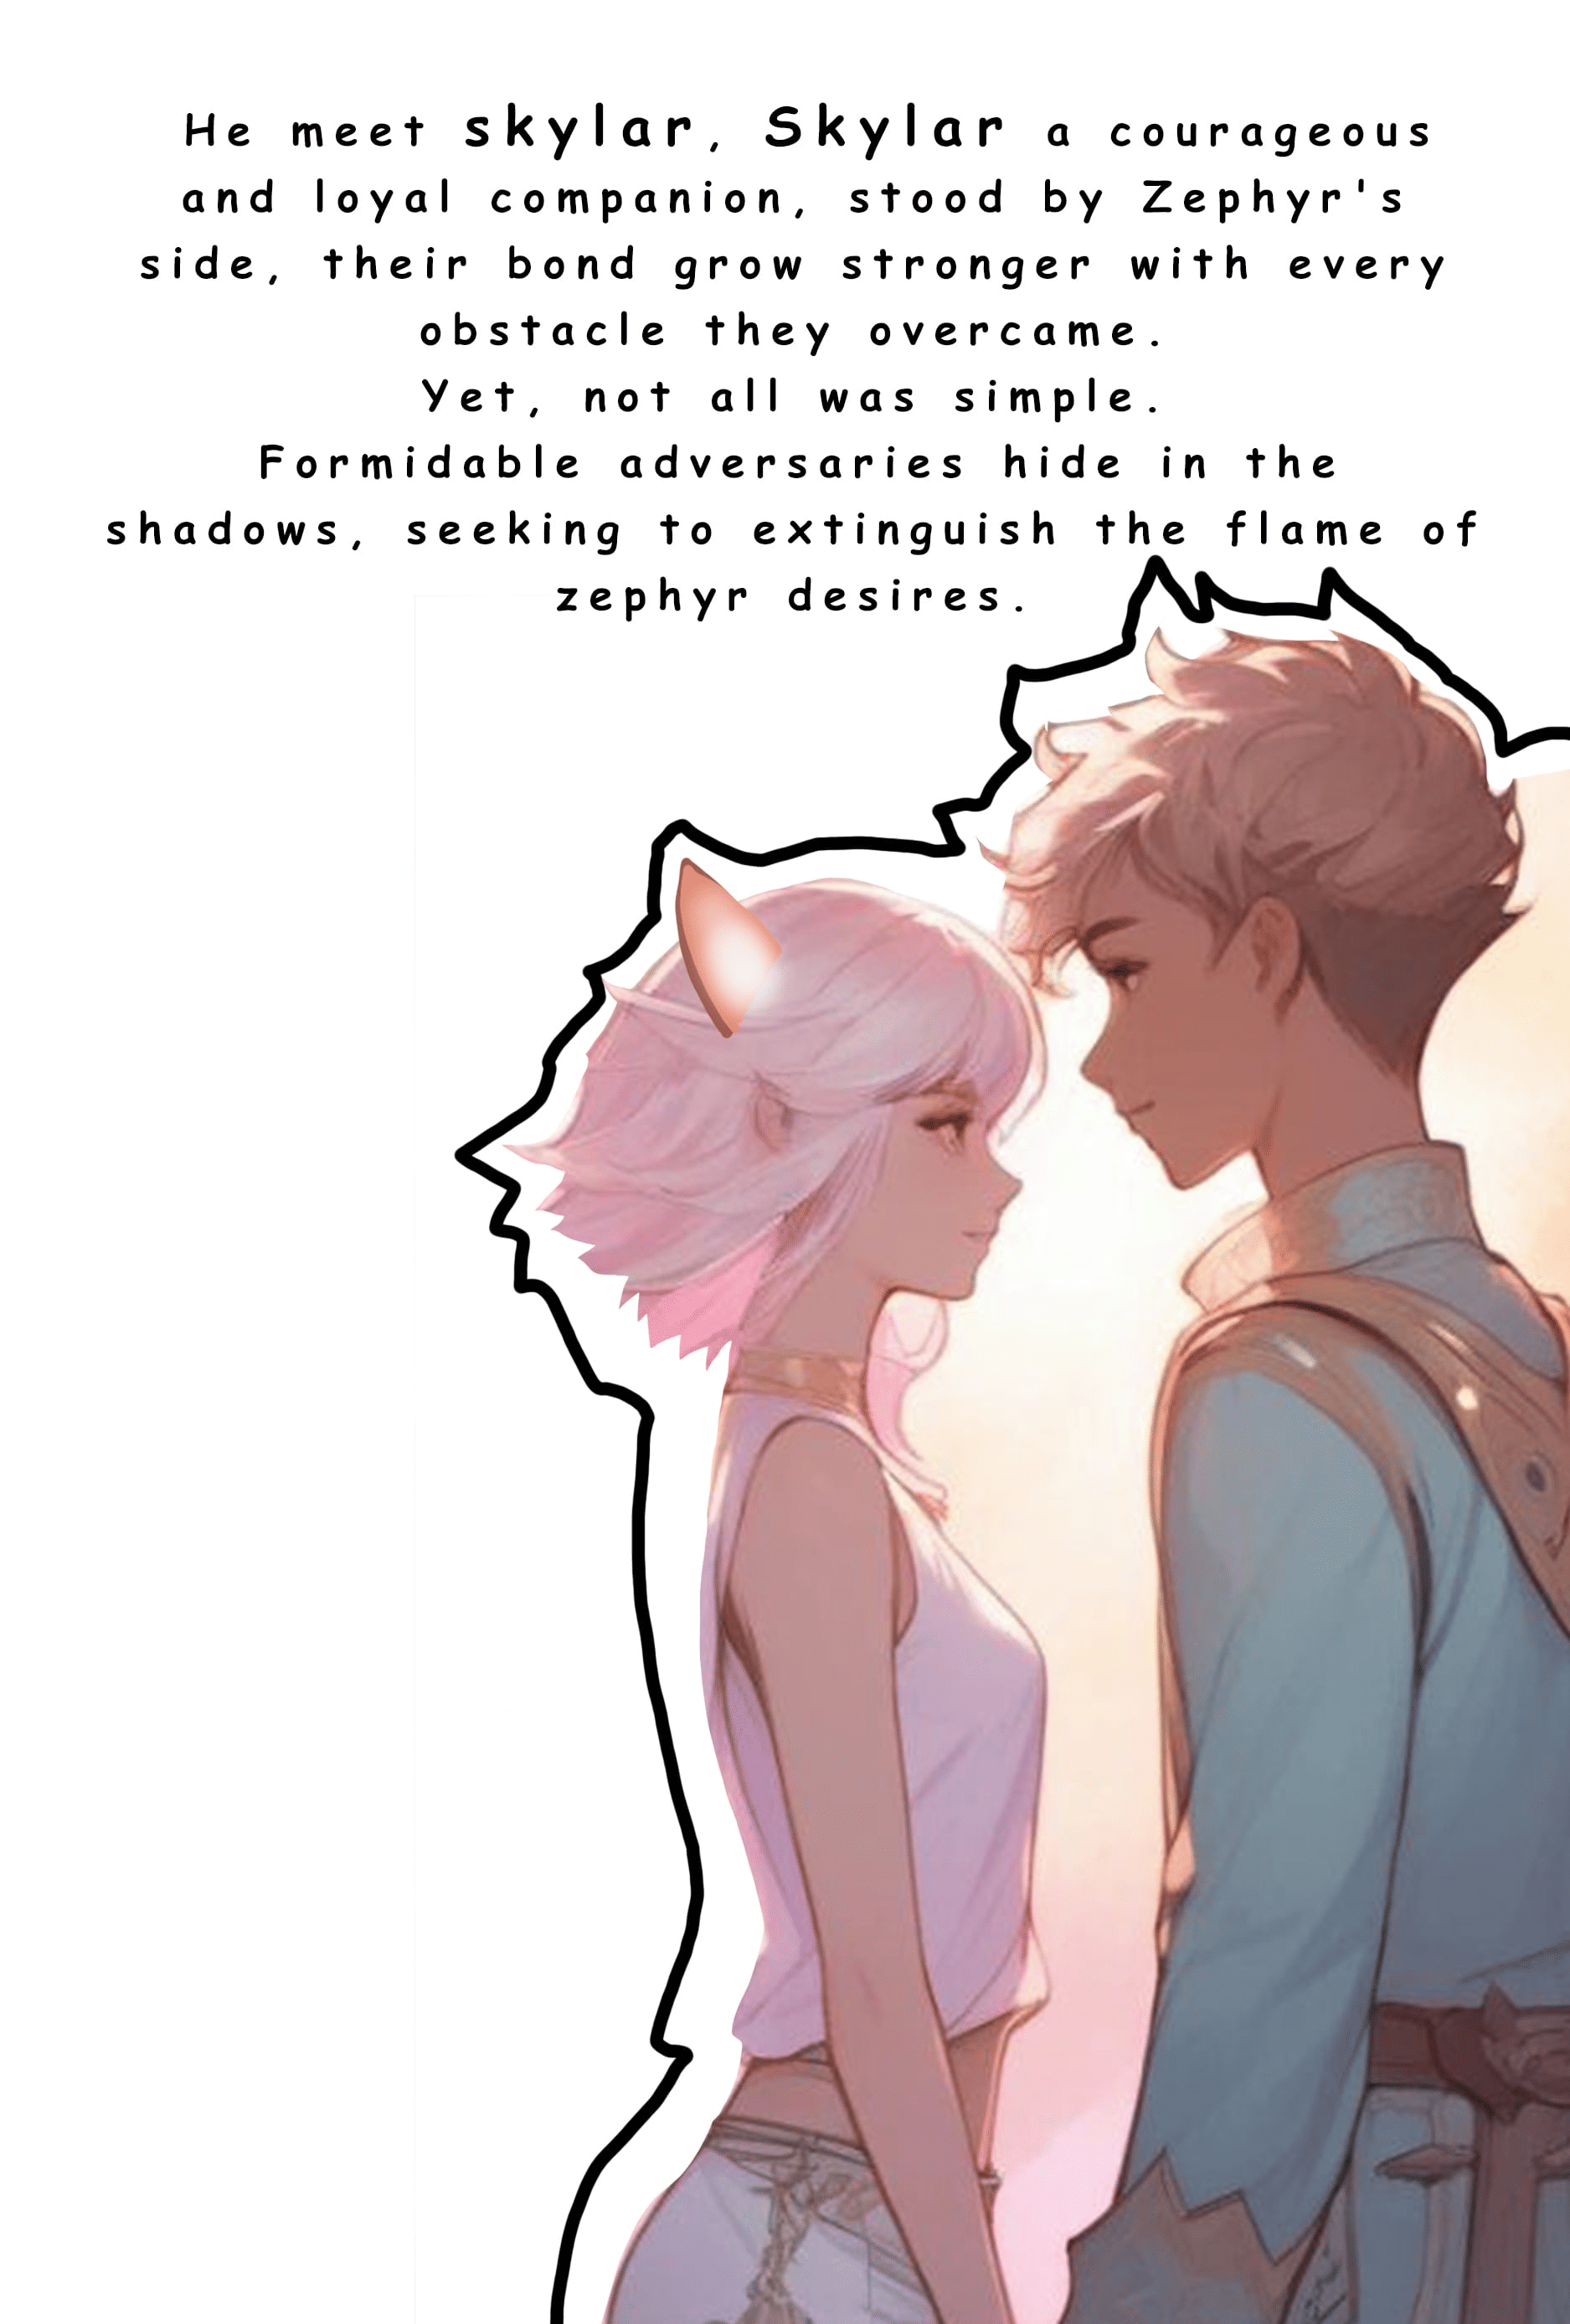 He meet skylar, Skylar a courageous
and loyal companion, stood by Zephyr's
side, their bond grow stronger with every
obstacle they overcame.
Yet, not all was simple.
Formidable adversaries hide in the
shadows, seeking to extinguish the flame of
zephyr desires.